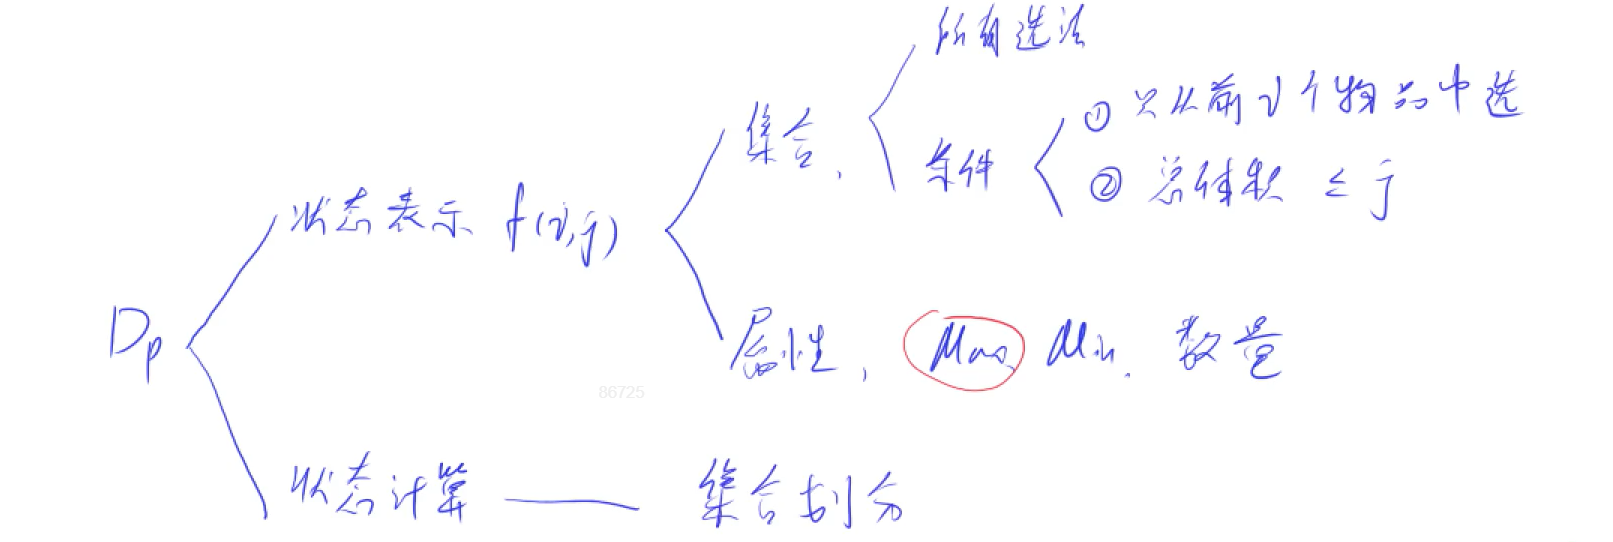 所有选法
① 只从前i个物品中选
集合,
条件
② 总体积 ≤ j
状态表示 f(i,j)
Dp
属性, Max, Min, 数量
86725
状态计算 —— 集合划分